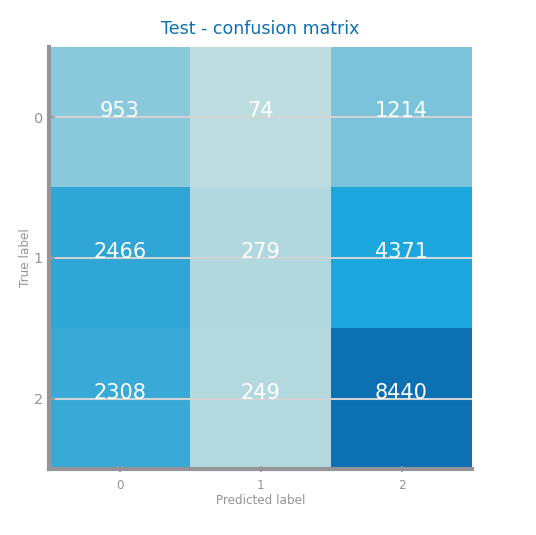 Test - confusion matrix
0 953 74 1214
1 2466 279 4371
2 2308 249 8440
True label
0 1 2
Predicted label